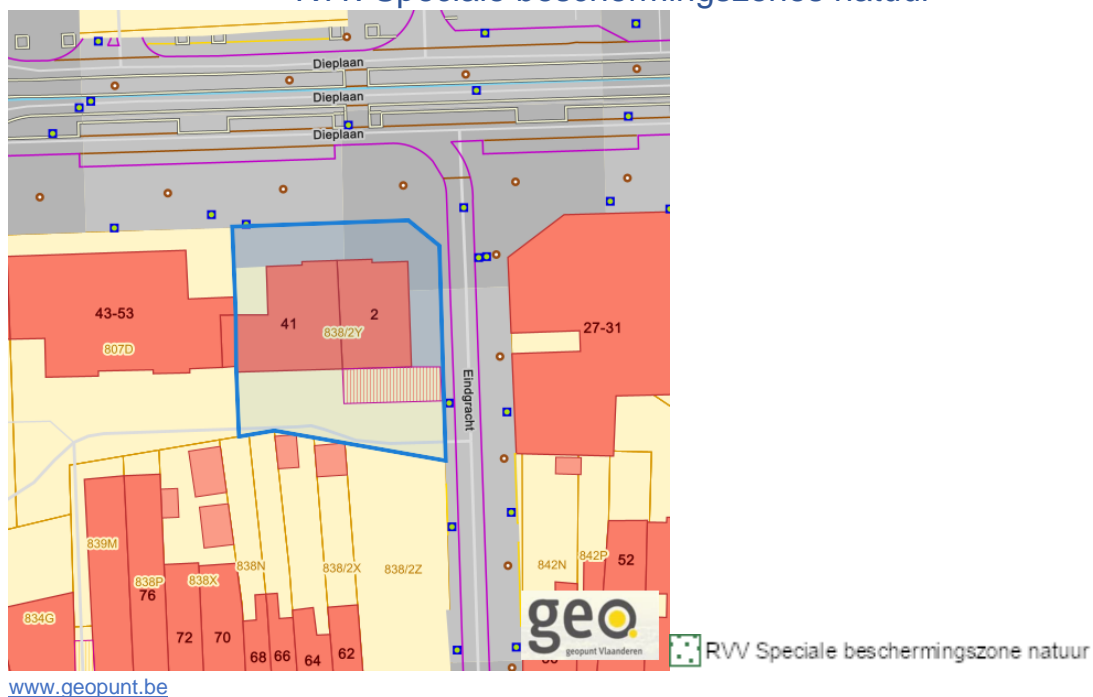 RVV Speciale beschermingszones natuur
Dieplaan
Dieplaan
Dieplaan
43-53
807D
41
2
838/2Y
27-31
Eindgracht
839M
838P
76
838X
838N
838/2X
838/2Z
842N
842P
52
834G
72
70
68
66
64
62
geo
geopunt Vlaanderen
RVV Speciale beschermingszone natuur
www.geopunt.be